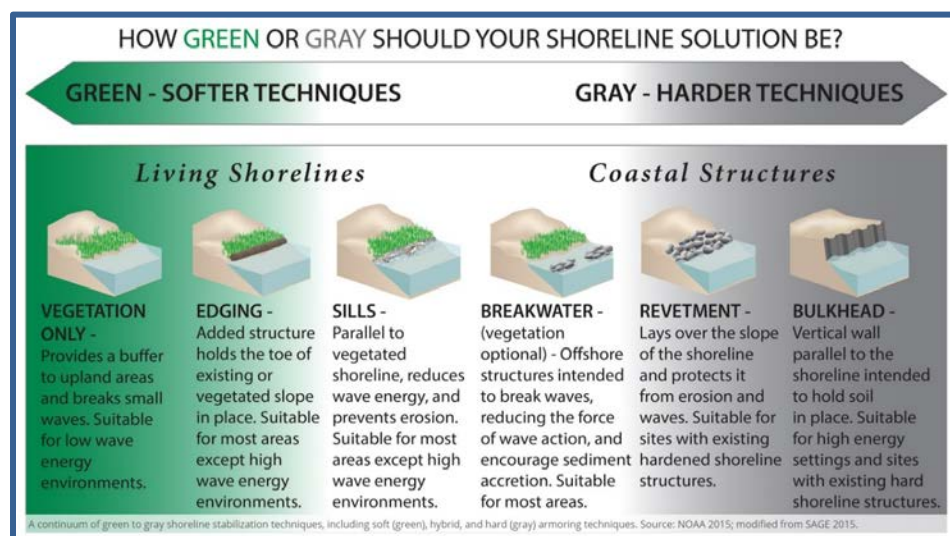 HOW GREEN OR GRAY SHOULD YOUR SHORELINE SOLUTION BE?
GREEN - SOFTER TECHNIQUES
GRAY - HARDER TECHNIQUES
Living Shorelines
Coastal Structures
VEGETATION
ONLY -
Provides a buffer
to upland areas
and breaks small
waves. Suitable
for low wave
energy
environments.
EDGING -
Added structure
holds the toe of
existing or
vegetated slope
in place. Suitable
for most areas
except high
wave energy
environments.
SILLS -
Parallel to
vegetated
shoreline, reduces
wave energy, and
prevents erosion.
Suitable for most
areas except high
wave energy
environments.
BREAKWATER -
(vegetation
optional) - Offshore
structures intended
to break waves,
reducing the force
of wave action, and
encourage sediment
accretion. Suitable
for most areas.
REVETMENT -
Lays over the slope
of the shoreline
and protects it
from erosion and
waves. Suitable for
sites with existing
hardened shoreline
structures.
BULKHEAD -
Vertical wall
parallel to the
shoreline intended
to hold soil
in place. Suitable
for high energy
settings and sites
with existing hard
shoreline structures.
A continuum of green to gray shoreline stabilization techniques, including soft (green), hybrid, and hard (gray) armoring techniques. Source: NOAA 2015; modified from SAGE 2015.